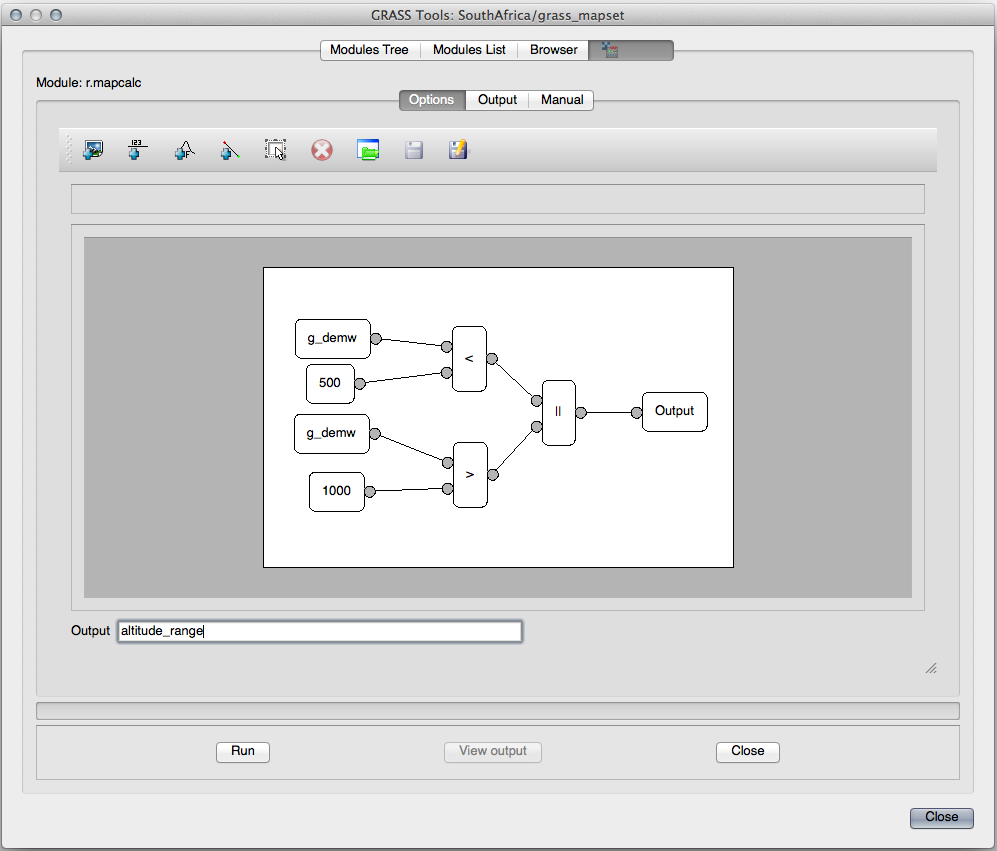 GRASS Tools: SouthAfrica/grass_mapset
Modules Tree Modules List Browser
Module: r.mapcalc
Options Output Manual
123
g_demw
<
500
||
Output
g_demw
>
1000
Output altitude_range
Run View output Close
Close